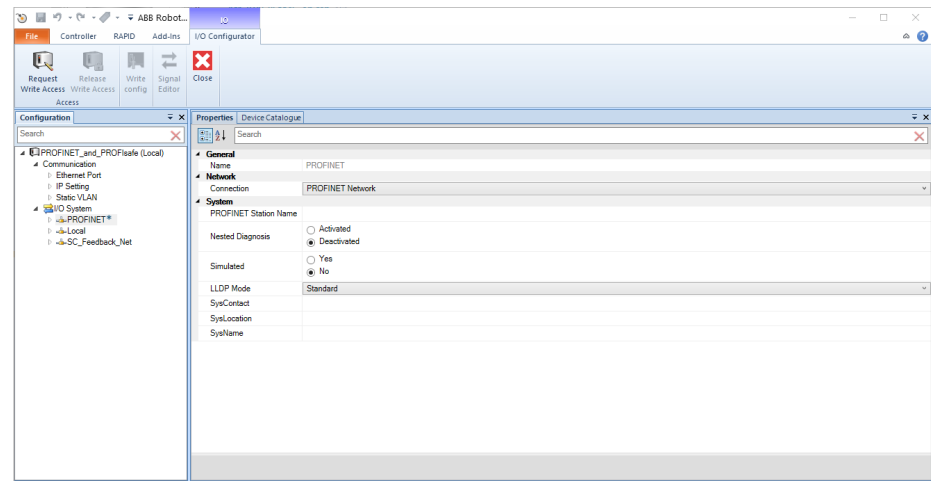 ABB Robot...
IO
File Controller RAPID Add-Ins I/O Configurator
Request Write Access
Release Write Access
Write config
Signal Editor
Close
Access
Configuration
Search
PROFINET_and_PROFIsafe (Local)
Communication
Ethernet Port
IP Setting
Static VLAN
I/O System
PROFINET*
Local
SC_Feedback_Net
Properties Device Catalogue
Search
General
Name PROFINET
Network
Connection PROFINET Network
System
PROFINET Station Name
Nested Diagnosis
Activated
Deactivated
Simulated
Yes
No
LLDP Mode Standard
SysContact
SysLocation
SysName